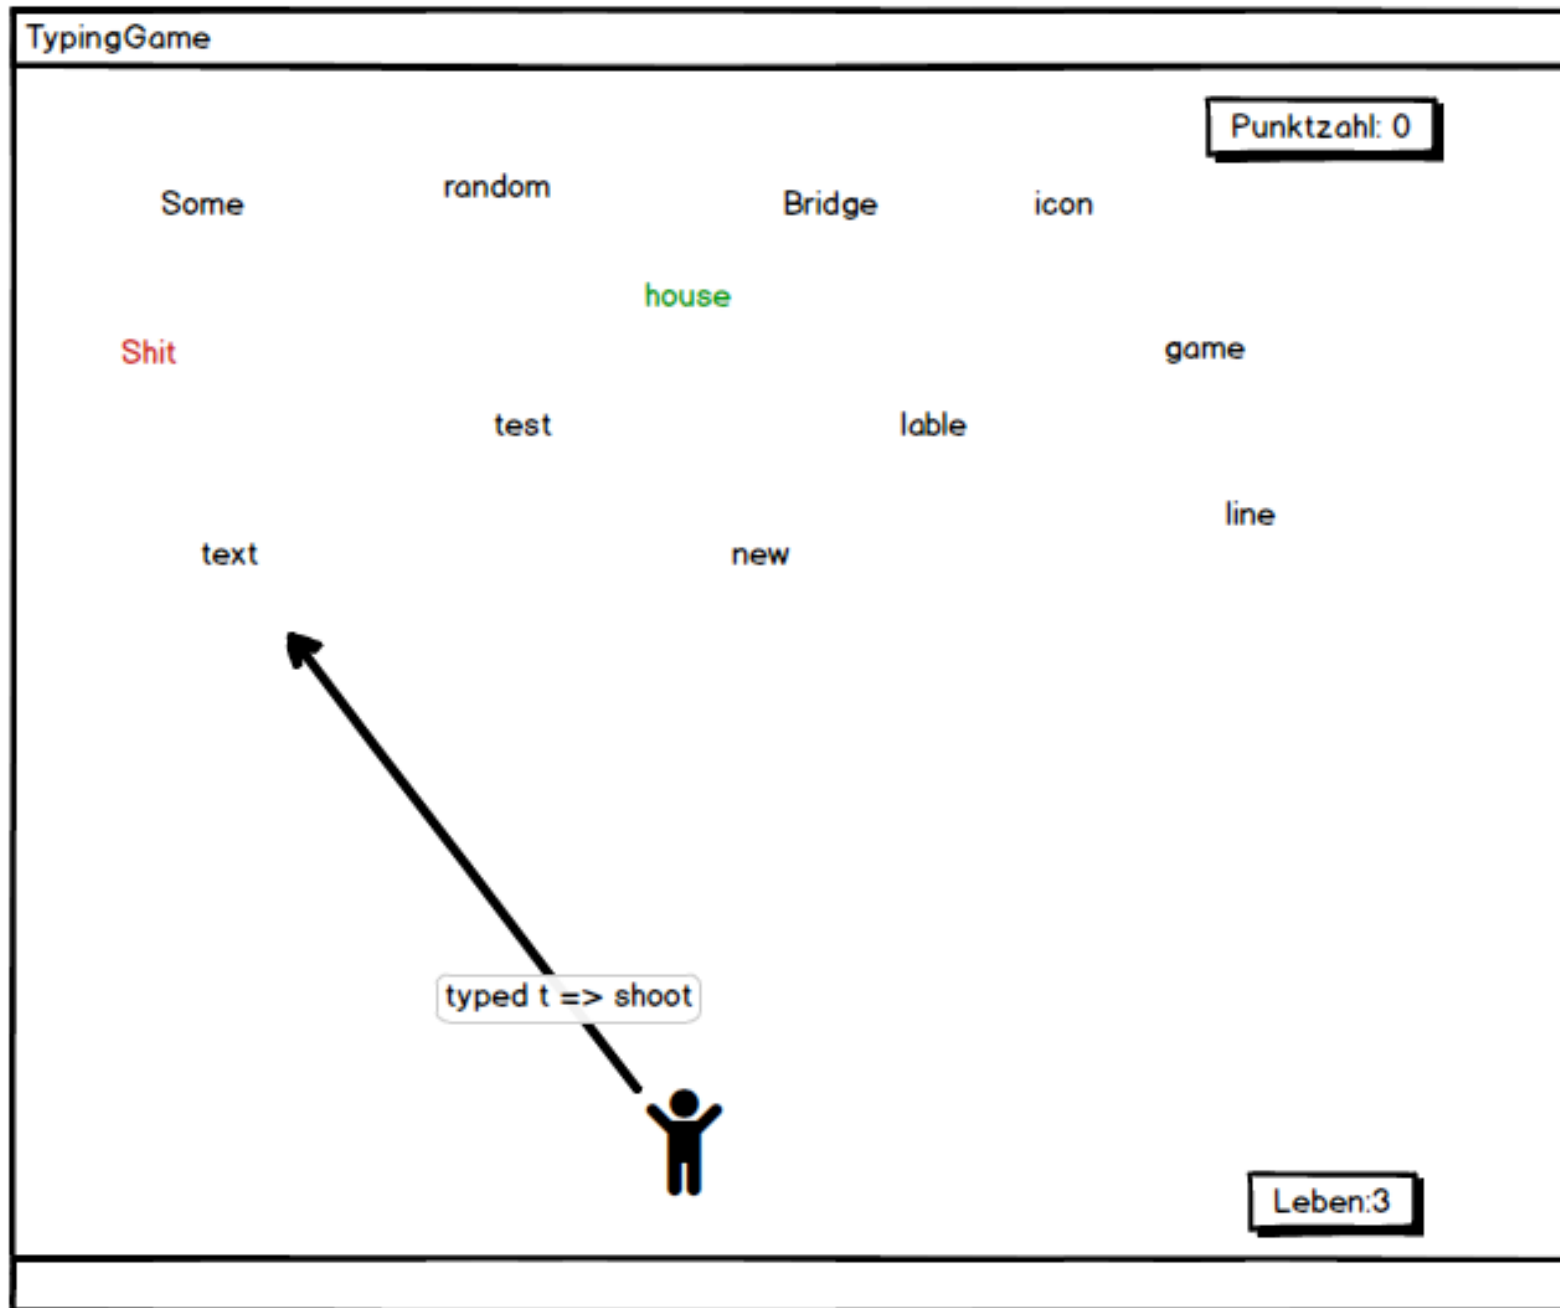 TypingGame
Punktzahl: 0
Some
random
Bridge
icon
house
Shit
game
test
lable
line
text
new
typed t => shoot
Leben:3